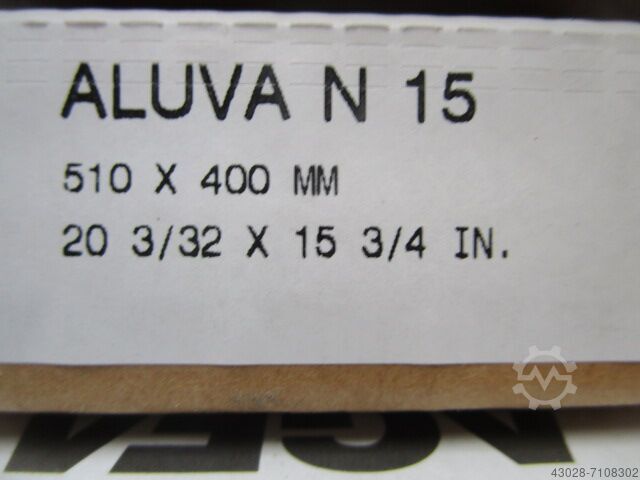 ALUVA N 15
510 X 400 MM
20 3/32 X 15 3/4 IN.
43028-7108302